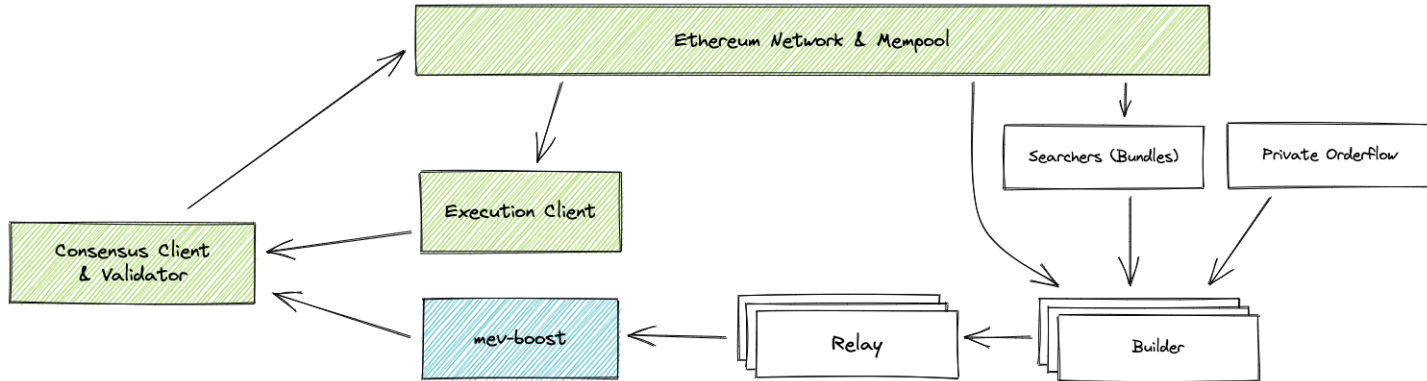 Ethereum Network & Mempool
Searchers (Bundles)
Private Orderflow
Execution Client
Consensus Client
& Validator
mev-boost
Relay
Builder